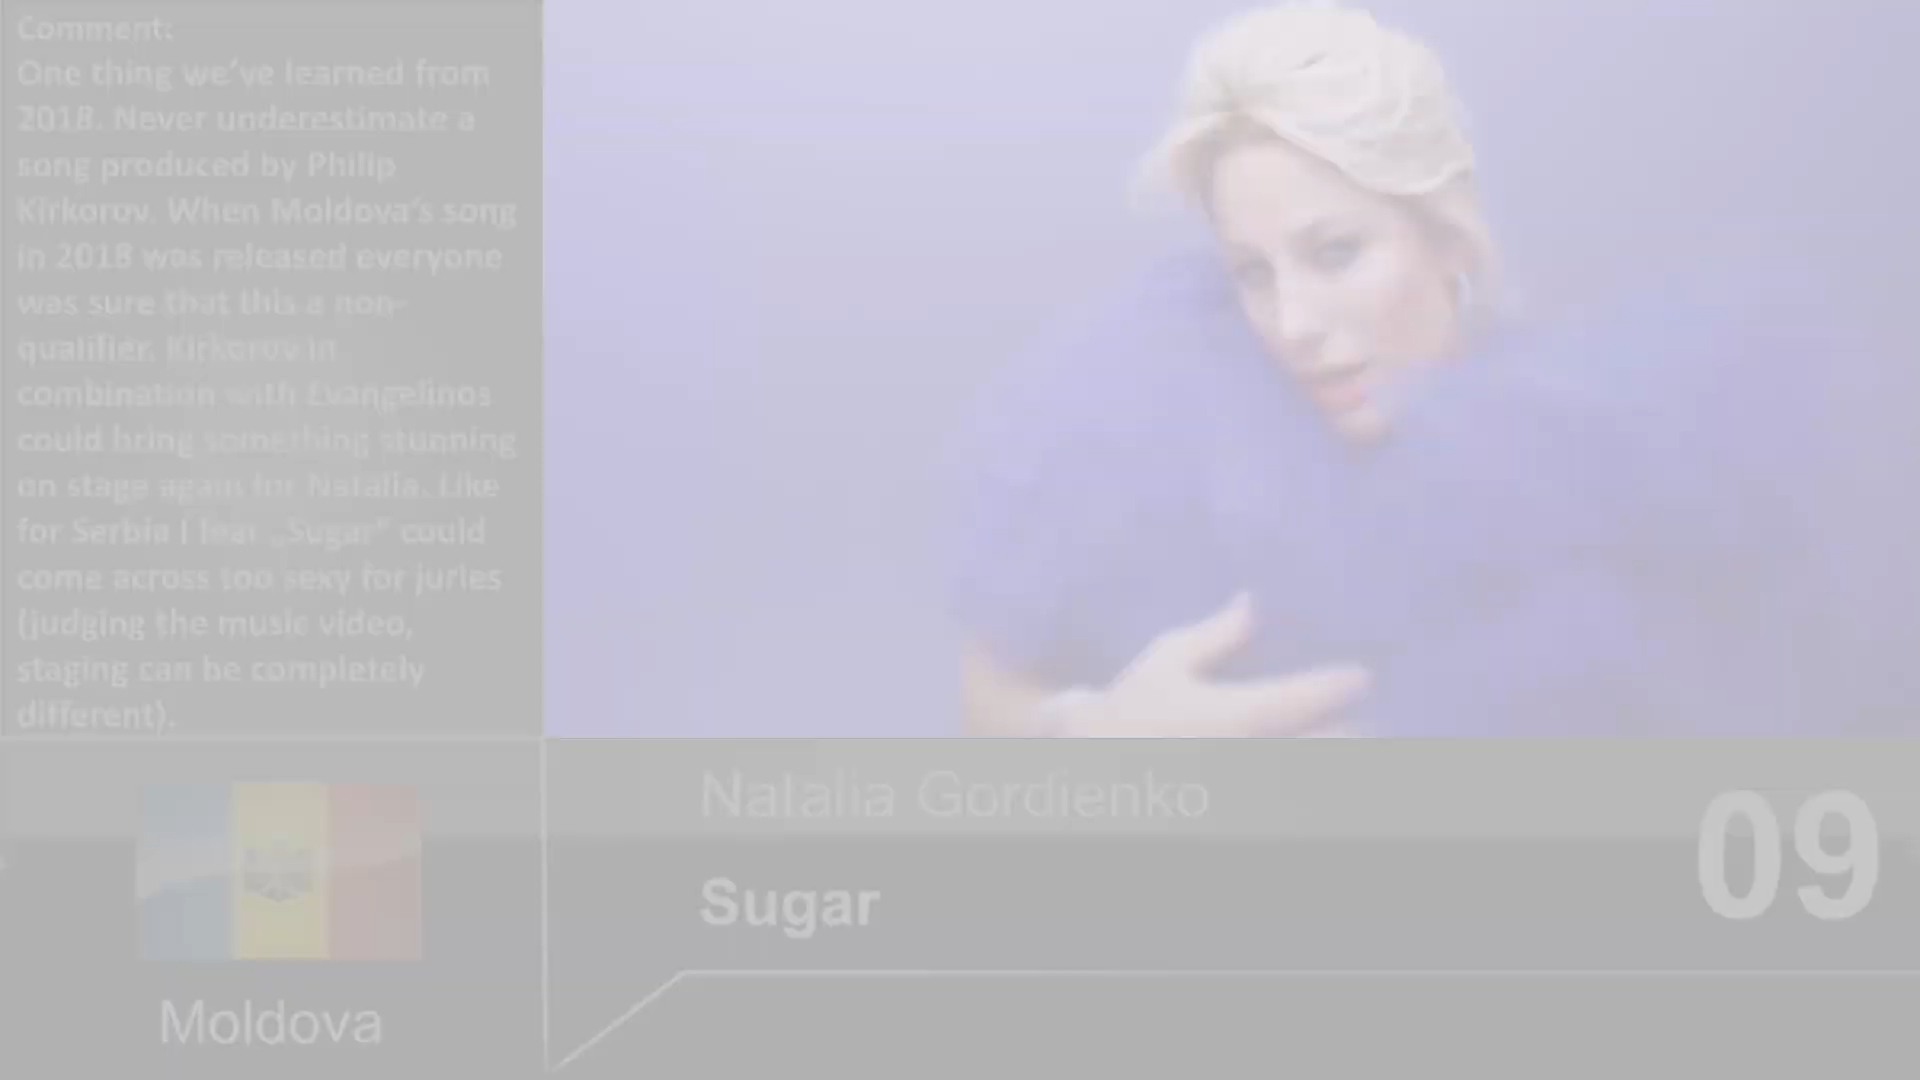 Comment:
One thing we've learned from
2018. Never underestimate a
song produced by Philip
Kirkorov. When Moldova's song
in 2018 was released everyone
was sure that this a non-
qualifier. Kirkorov in
combination with Evangelinos
could bring something stunning
on stage again for Natalia. Like
for Serbia I fear „Sugar“ could
come across too sexy for juries
(judging the music video,
staging can be completely
different).
Natalia Gordienko
Sugar
09
Moldova